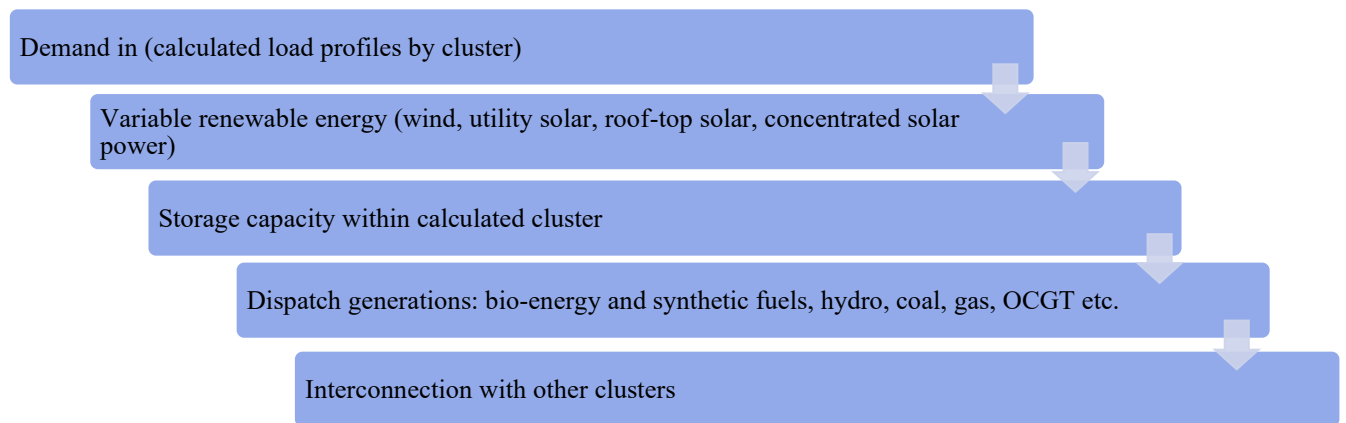 Demand in (calculated load profiles by cluster)
Variable renewable energy (wind, utility solar, roof-top solar, concentrated solar
power)
Storage capacity within calculated cluster
Dispatch generations: bio-energy and synthetic fuels, hydro, coal, gas, OCGT etc.
Interconnection with other clusters